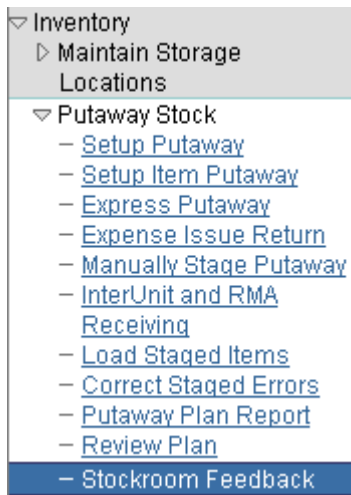 Inventory
Maintain Storage
Locations
Putaway Stock
– Setup Putaway
– Setup Item Putaway
– Express Putaway
– Expense Issue Return
– Manually Stage Putaway
– InterUnit and RMA
Receiving
– Load Staged Items
– Correct Staged Errors
– Putaway Plan Report
– Review Plan
– Stockroom Feedback